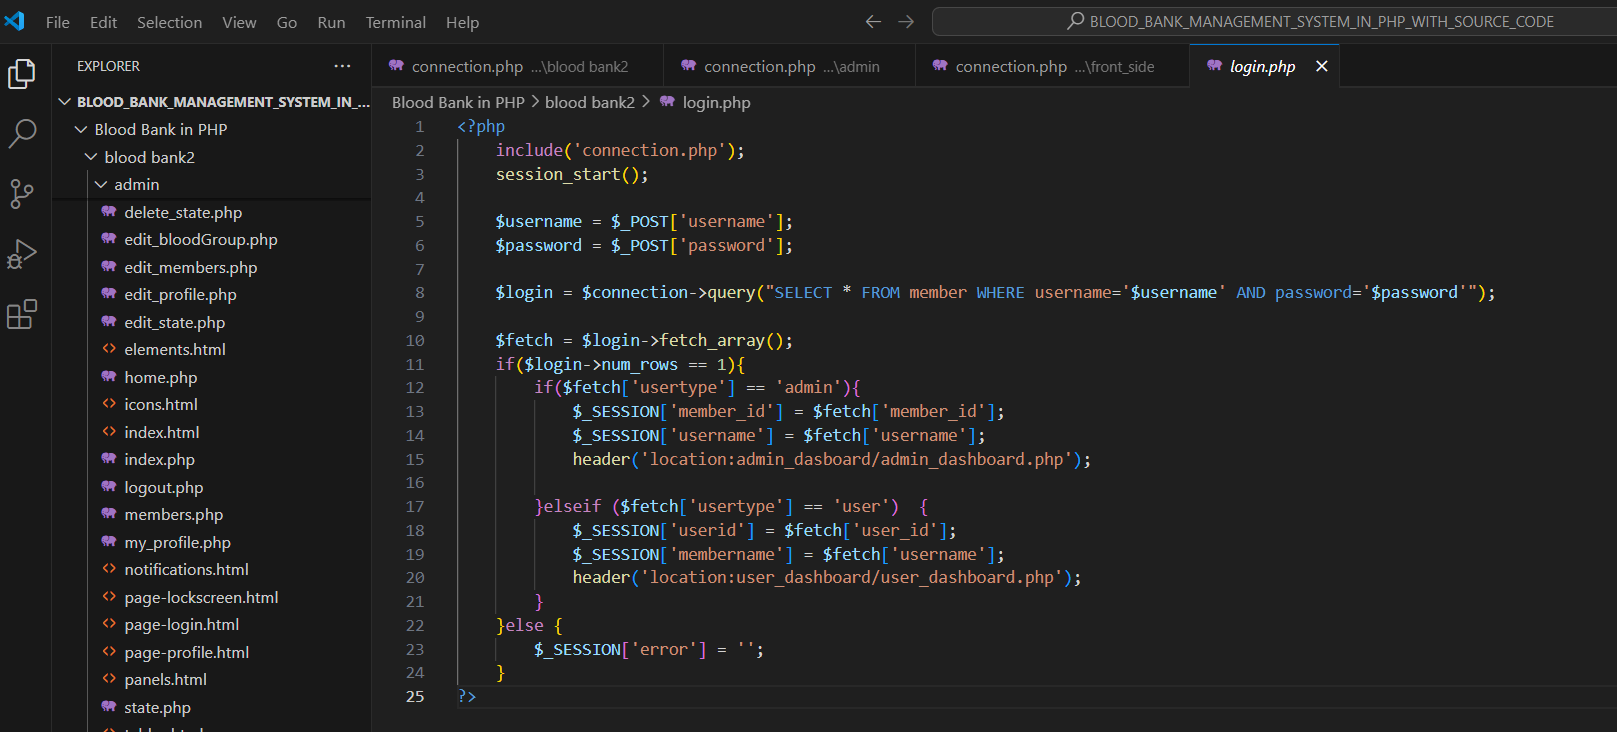 File Edit Selection View Go Run Terminal Help
BLOOD_BANK_MANAGEMENT_SYSTEM_IN_PHP_WITH_SOURCE_CODE
EXPLORER ...
BLOOD_BANK_MANAGEMENT_SYSTEM_IN_...
Blood Bank in PHP
blood bank2
admin
delete_state.php
edit_bloodGroup.php
edit_members.php
edit_profile.php
edit_state.php
elements.html
home.php
icons.html
index.html
index.php
logout.php
members.php
my_profile.php
notifications.html
page-lockscreen.html
page-login.html
page-profile.html
panels.html
state.php
connection.php ...\blood bank2
connection.php ...\admin
connection.php ...\front_side
login.php
Blood Bank in PHP > blood bank2 > login.php
1 <?php
2 include('connection.php');
3 session_start();
4
5 $username = $_POST['username'];
6 $password = $_POST['password'];
7
8 $login = $connection->query("SELECT * FROM member WHERE username='$username' AND password='$password'");
9
10 $fetch = $login->fetch_array();
11 if($login->num_rows == 1){
12 if($fetch['usertype'] == 'admin'){
13 $_SESSION['member_id'] = $fetch['member_id'];
14 $_SESSION['username'] = $fetch['username'];
15 header('location:admin_dasboard/admin_dashboard.php');
16
17 }elseif ($fetch['usertype'] == 'user')  {
18 $_SESSION['userid'] = $fetch['user_id'];
19 $_SESSION['membername'] = $fetch['username'];
20 header('location:user_dashboard/user_dashboard.php');
21 }
22 }else {
23 $_SESSION['error'] = '';
24 }
25 ?>